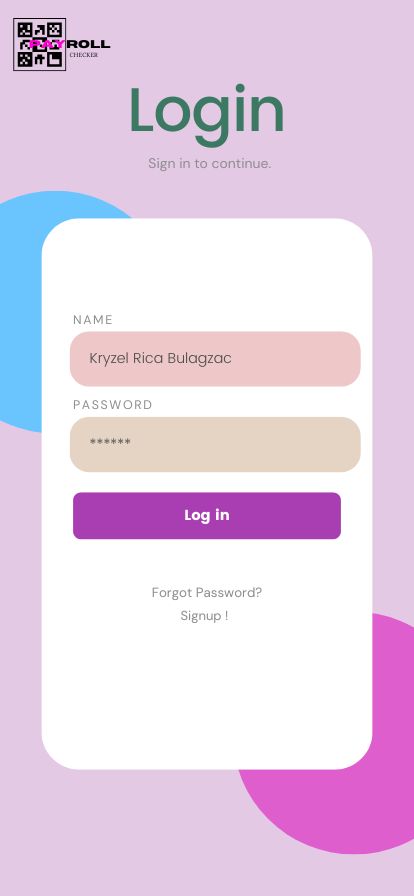 PAYROLL
CHECKER
Login
Sign in to continue.
NAME
Kryzel Rica Bulagzac
PASSWORD
******
Log in
Forgot Password?
Signup !